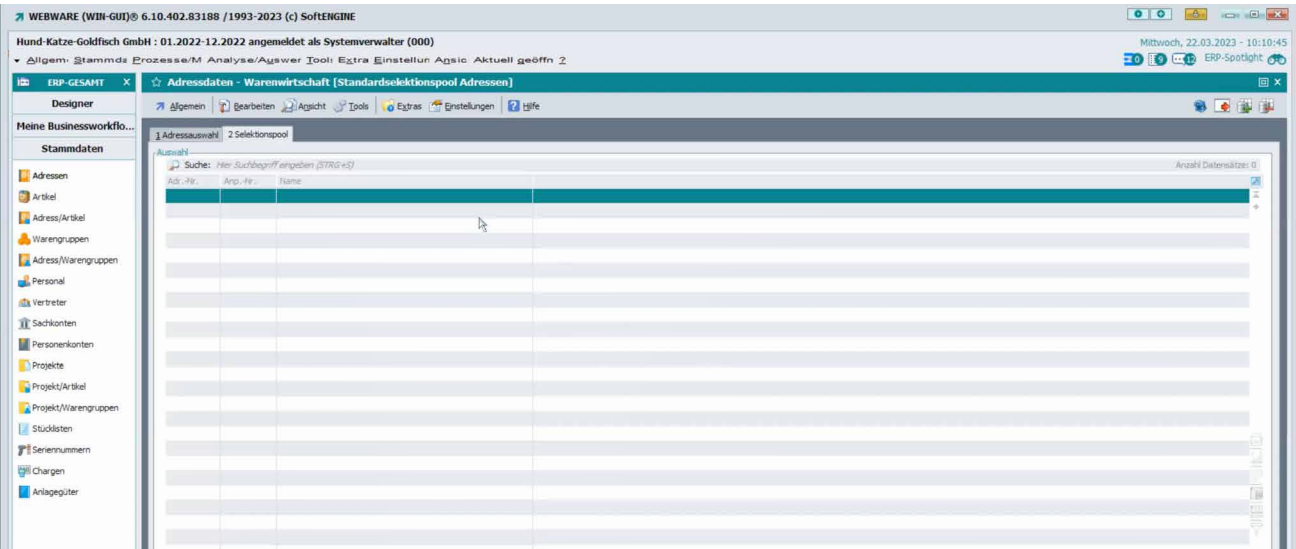 WEBWARE (WIN-GUI)® 6.10.402.83188 /1993-2023 (c) SoftENGINE
Hund-Katze-Goldfisch GmbH : 01.2022-12.2022 angemeldet als Systemverwalter (000)
Mittwoch, 22.03.2023 - 10:10:45
Allgem Stammda Prozesse/M Analyse/Auswer Tool Extra Einstellur Ansic Aktuell geöffn ?
0 9 12 ERP-Spotlight
ERP-GESAMT X
Adressdaten - Warenwirtschaft [Standardselektionspool Adressen]
Designer
Allgemein Bearbeiten Ansicht Tools Extras Einstellungen Hilfe
Meine Businessworkflo...
1 Adressauswahl 2 Selektionspool
Stammdaten
Auswahl
Suche: Hier Suchbegriff eingeben (STRG+S)
Anzahl Datensätze: 0
Adr.-Nr. Anp.-Nr. Name
Adressen
Artikel
Adress/Artikel
Warengruppen
Adress/Warengruppen
Personal
Vertreter
Sachkonten
Personenkonten
Projekte
Projekt/Artikel
Projekt/Warengruppen
Stücklisten
Seriennummern
Chargen
Anlagegüter